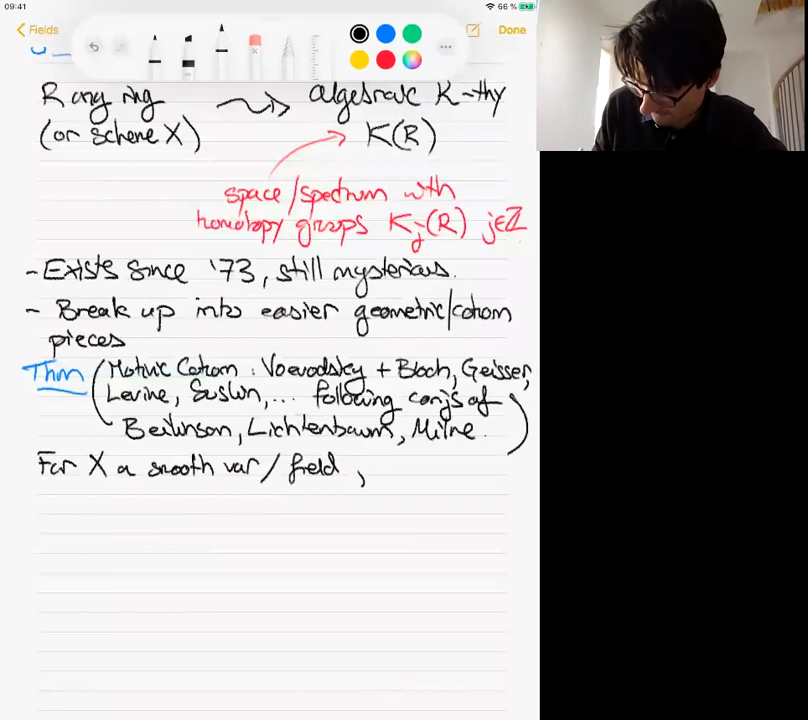 09:41
66 %
Fields
Done
R any ring ⇝ algebraic K-thy
(or scheme X) K(R)
space/spectrum with
homotopy groups K_j(R) j∈ℤ
- Exists since '73, still mysterious.
- Break up into easier geometric/cohom
pieces
Thm (Motivic Cohom : Voevodsky + Bloch, Geisser,
Levine, Suslin, ... following conjs of
Beilinson, Lichtenbaum, Milne. )
For X a smooth var / field ,